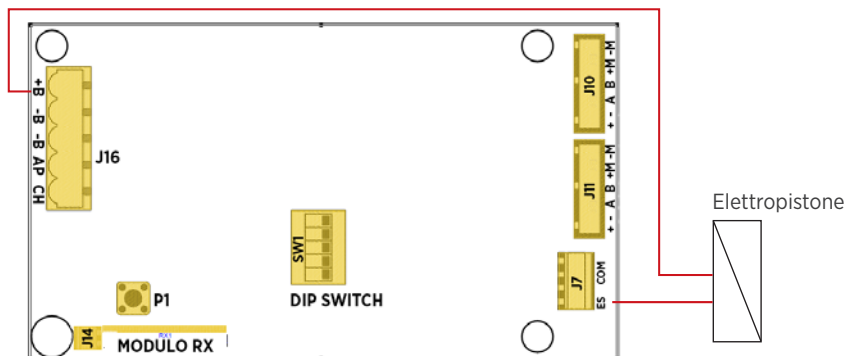 +B
-B
-B
AP
CH
J16
J10
+ - A B +M -M
J11
+ - A B +M -M
Elettropistone
SW1
DIP SWITCH
J7
ES COM
P1
J14
MODULO RX